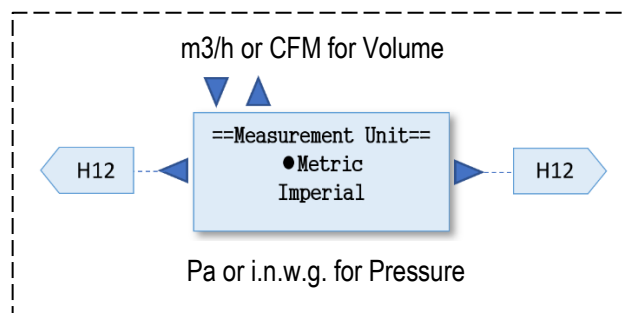 m3/h or CFM for Volume
==Measurement Unit==
●Metric
Imperial
H12
H12
Pa or i.n.w.g. for Pressure